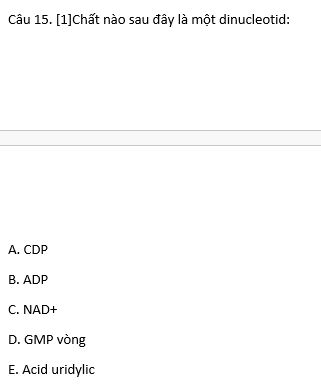 Câu 15. [1]Chất nào sau đây là một dinucleotid:
A. CDP
B. ADP
C. NAD+
D. GMP vòng
E. Acid uridylic